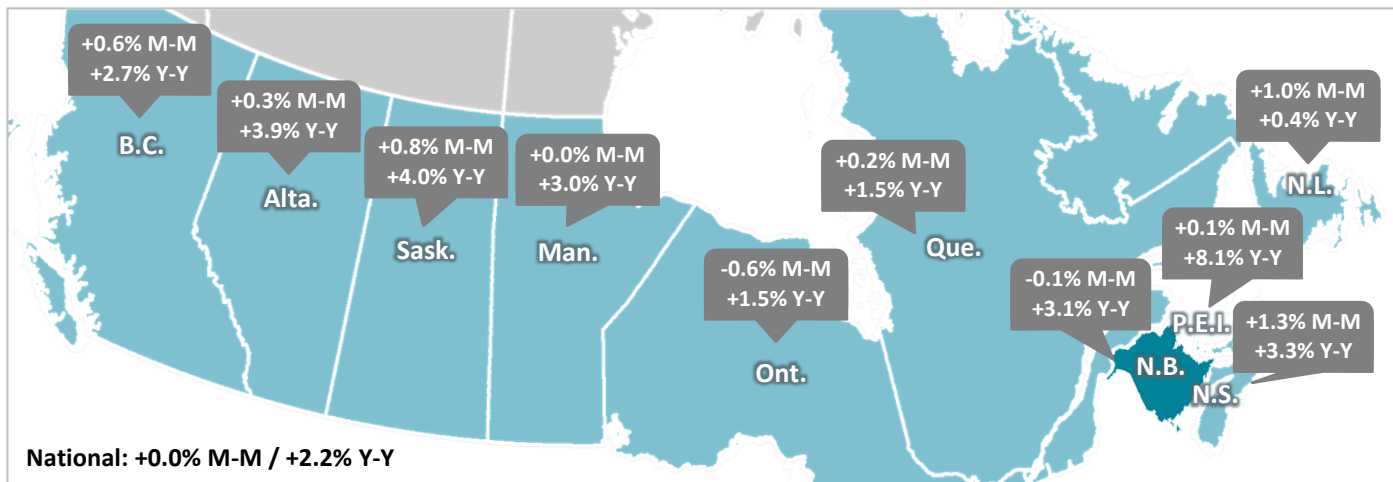 +0.6% M-M
+2.7% Y-Y
B.C.
+0.3% M-M
+3.9% Y-Y
Alta.
+0.8% M-M
+4.0% Y-Y
Sask.
+0.0% M-M
+3.0% Y-Y
Man.
-0.6% M-M
+1.5% Y-Y
Ont.
+0.2% M-M
+1.5% Y-Y
Que.
+1.0% M-M
+0.4% Y-Y
N.L.
+0.1% M-M
+8.1% Y-Y
P.E.I.
-0.1% M-M
+3.1% Y-Y
N.B.
+1.3% M-M
+3.3% Y-Y
N.S.
National: +0.0% M-M / +2.2% Y-Y